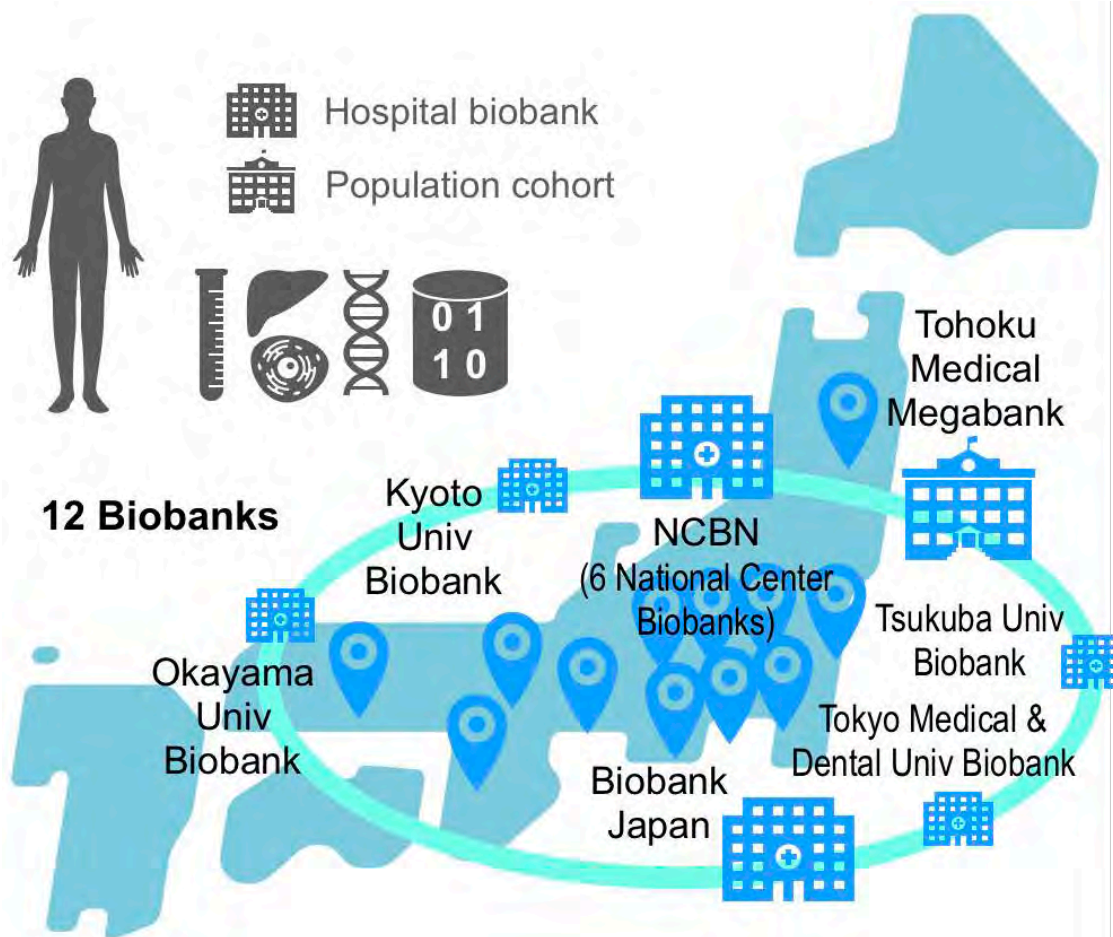 Hospital biobank
Population cohort
0 1
1 0
Tohoku
Medical
Megabank
12 Biobanks
Kyoto
Univ
Biobank
NCBN
(6 National Center
Biobanks)
Tsukuba Univ
Biobank
Okayama
Univ
Biobank
Tokyo Medical &
Dental Univ Biobank
Biobank
Japan